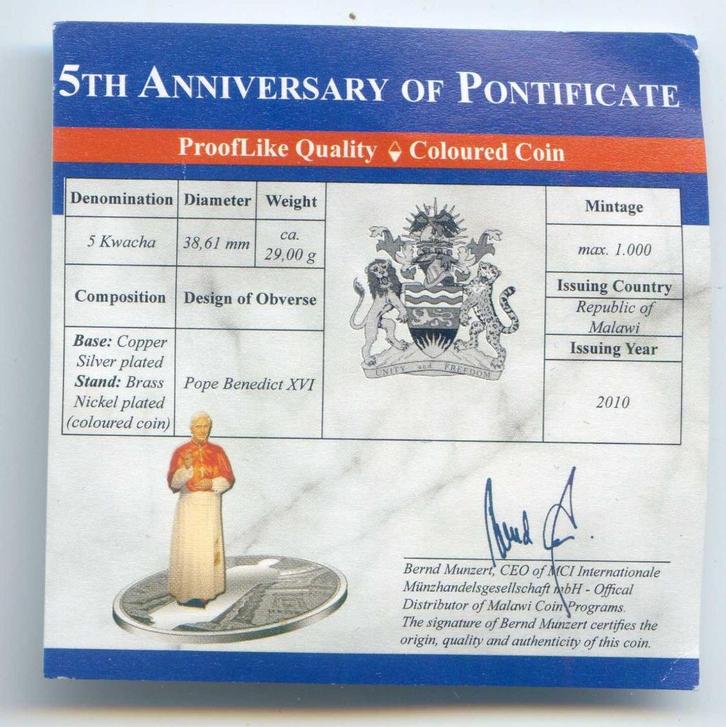 5TH ANNIVERSARY OF PONTIFICATE
ProofLike Quality Coloured Coin
Denomination Diameter Weight
5 Kwacha 38,61 mm ca.
29,00 g
Composition Design of Obverse
Base: Copper
Silver plated
Stand: Brass
Nickel plated
(coloured coin)
Pope Benedict XVI
UNITY and FREEDOM
Mintage
max. 1.000
Issuing Country
Republic of
Malawi
Issuing Year
2010
Bernd Munzert, CEO of MCI Internationale
Münzhandelsgesellschaft mbH - Offical
Distributor of Malawi Coin Programs.
The signature of Bernd Munzert certifies the
origin, quality and authenticity of this coin.